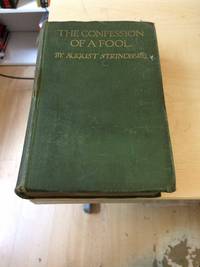 THE CONFESSION
OF A FOOL
BY AUGUST STRINDBERG